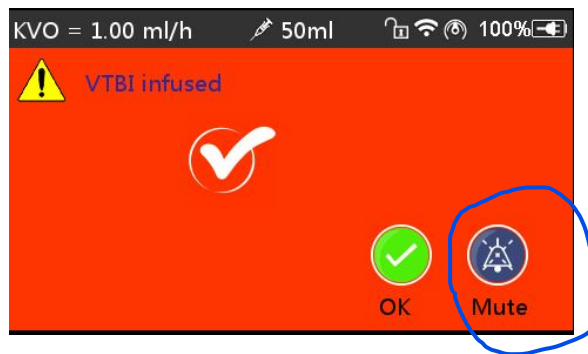 KVO = 1.00 ml/h 50ml 100%
VTBI infused
OK Mute